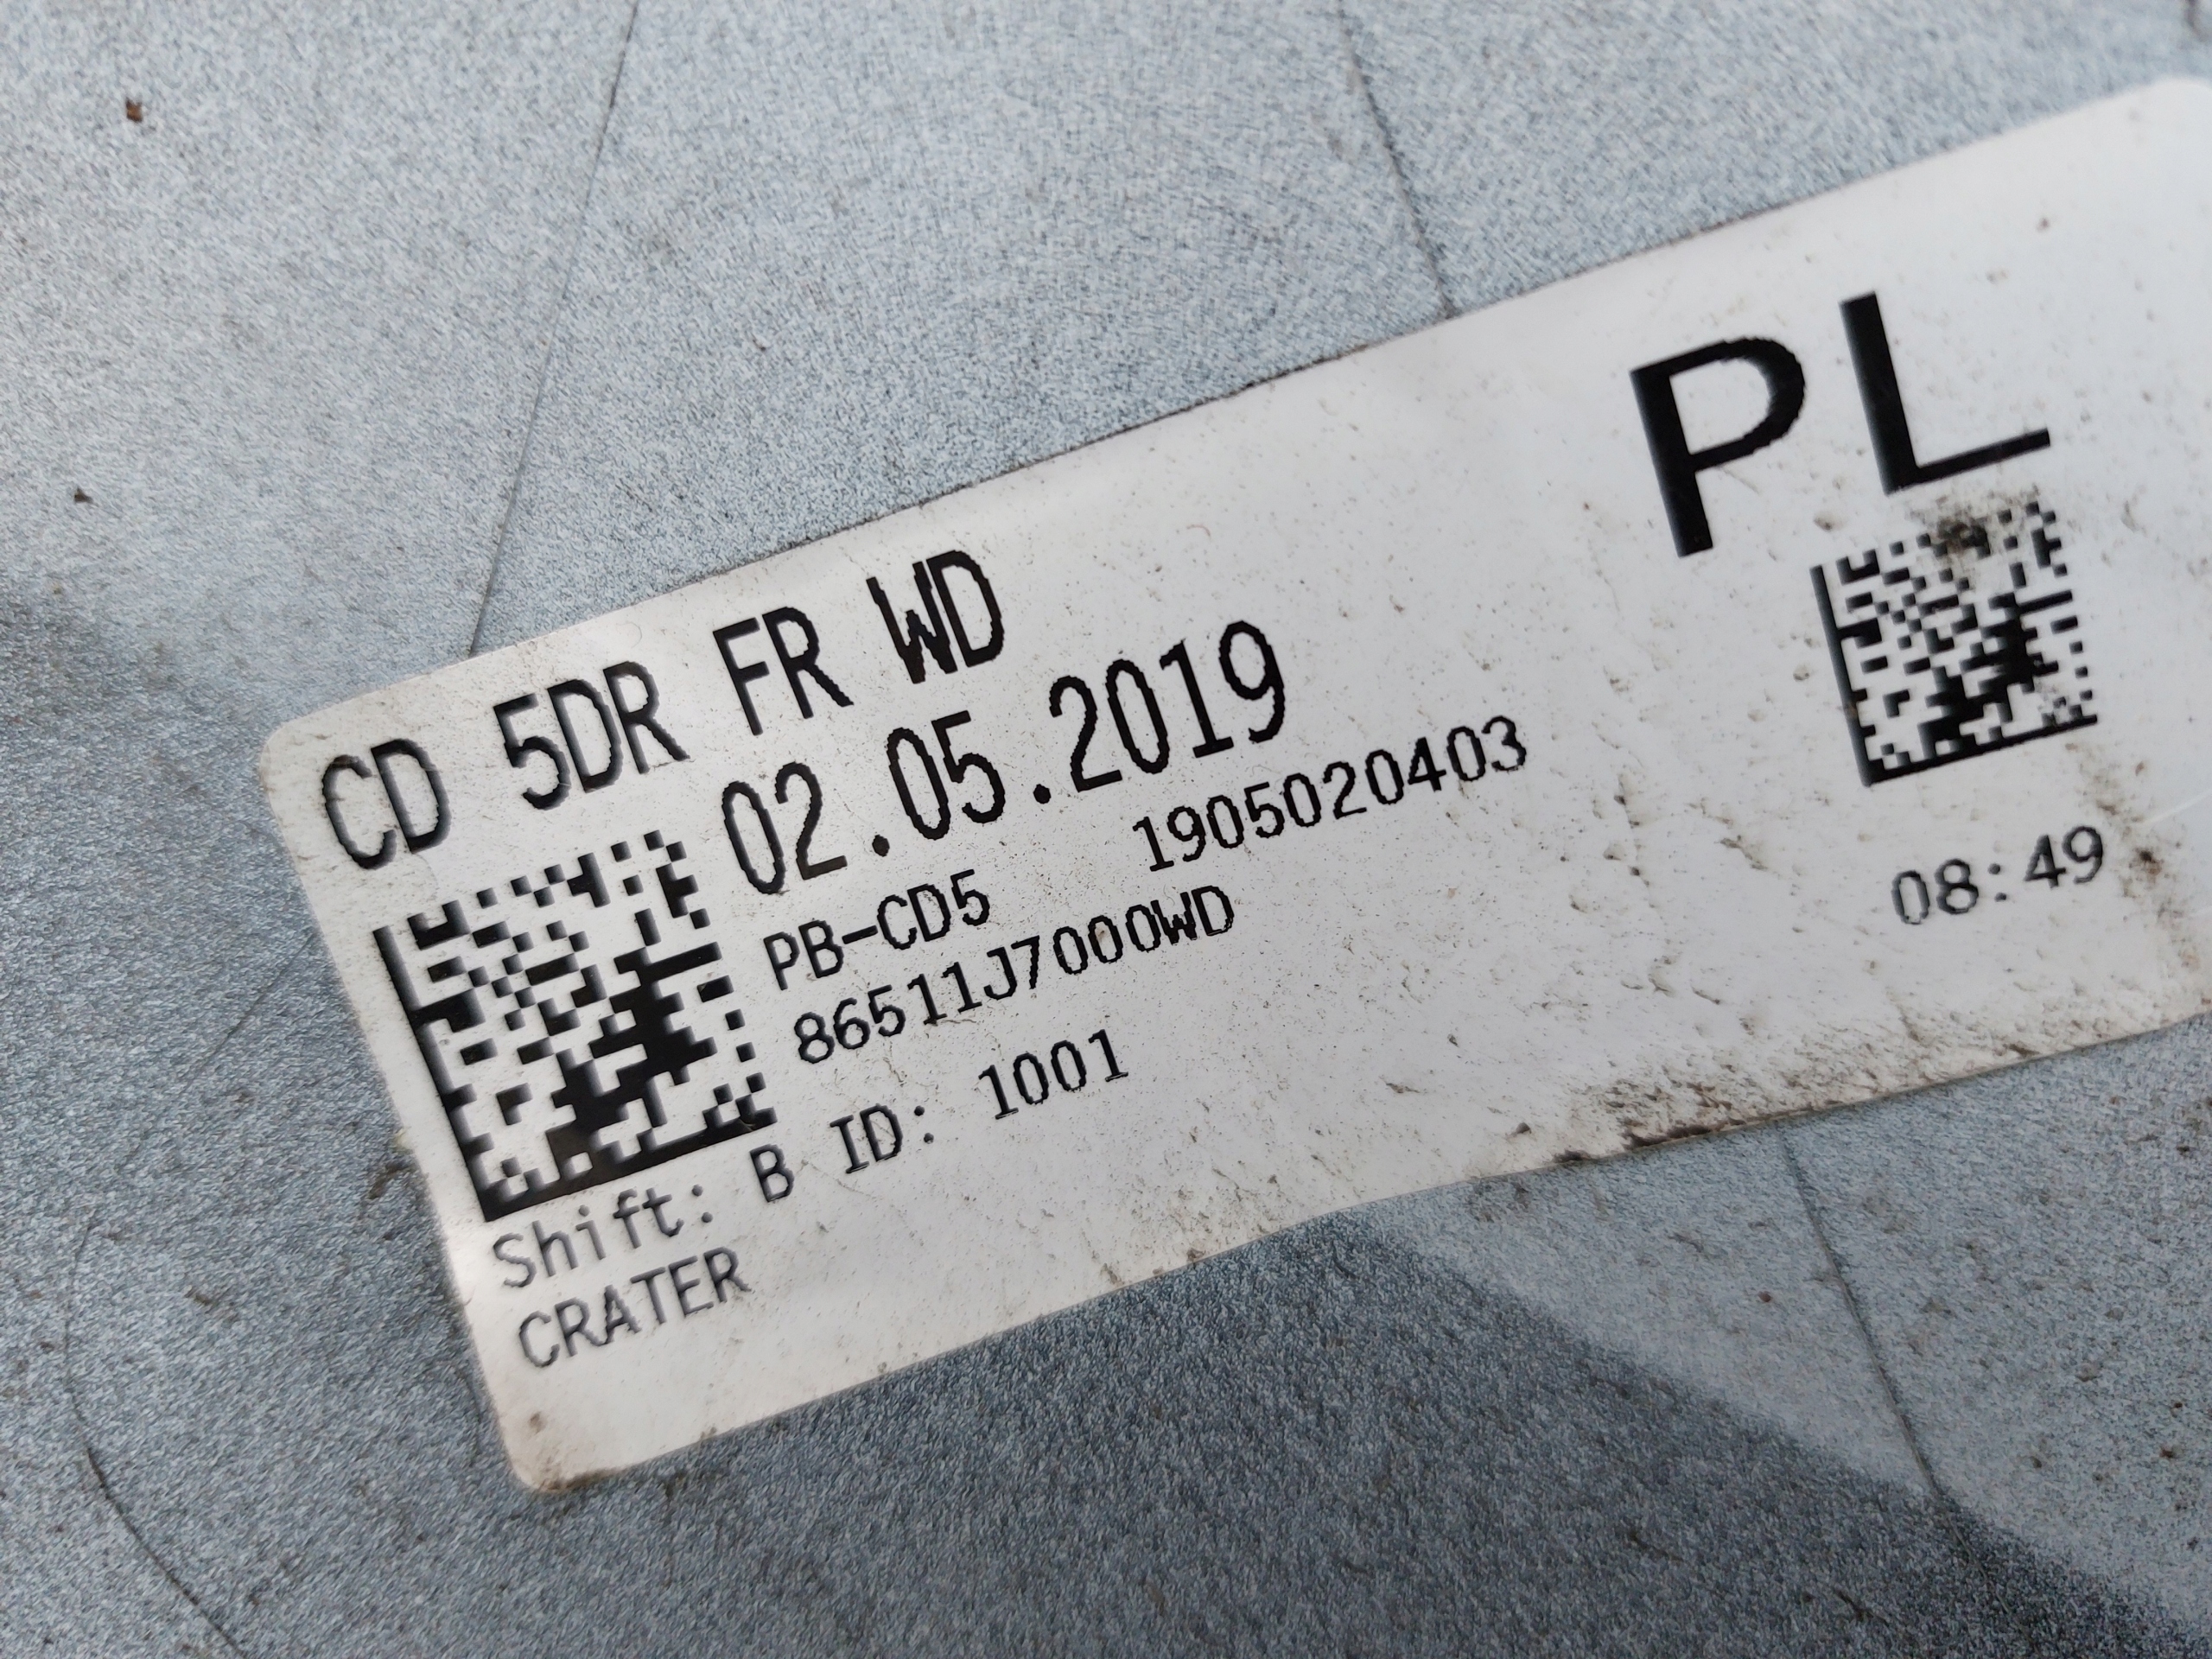 PL
CD 5DR FR WD
02.05.2019
PB-CD5 1905020403
86511J7000WD
08:49
Shift: B ID: 1001
CRATER